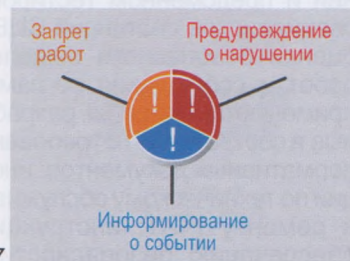 Запрет
работ
Предупреждение
о нарушении
!
!
!
Информирование
о событии